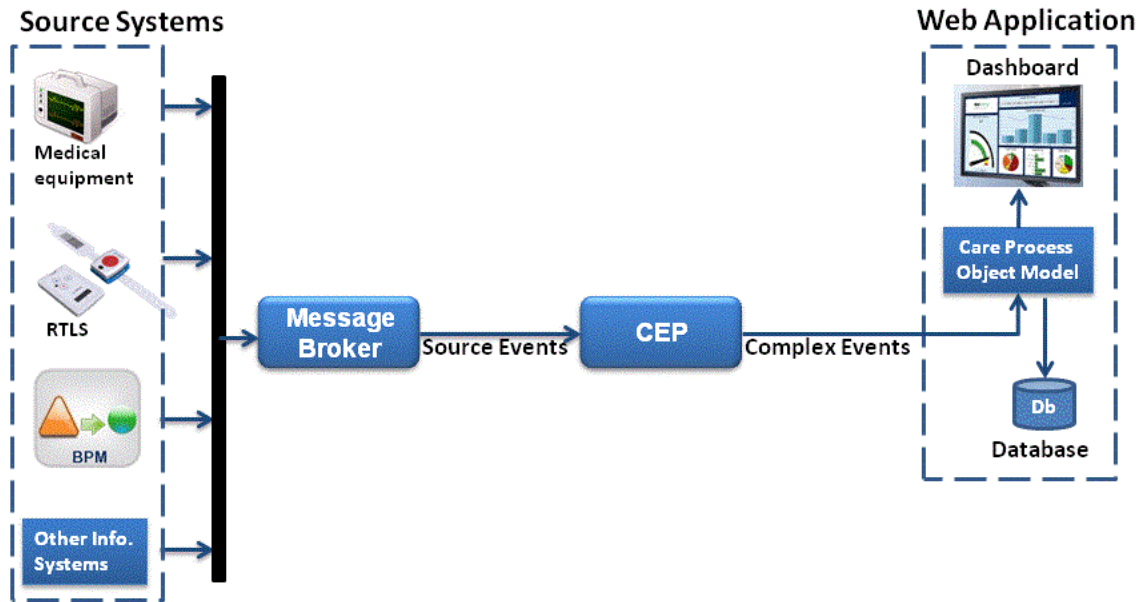 Source Systems
Medical
equipment
RTLS
BPM
Other Info.
Systems
Message
Broker
Source Events
CEP
Complex Events
Web Application
Dashboard
Care Process
Object Model
Db
Database